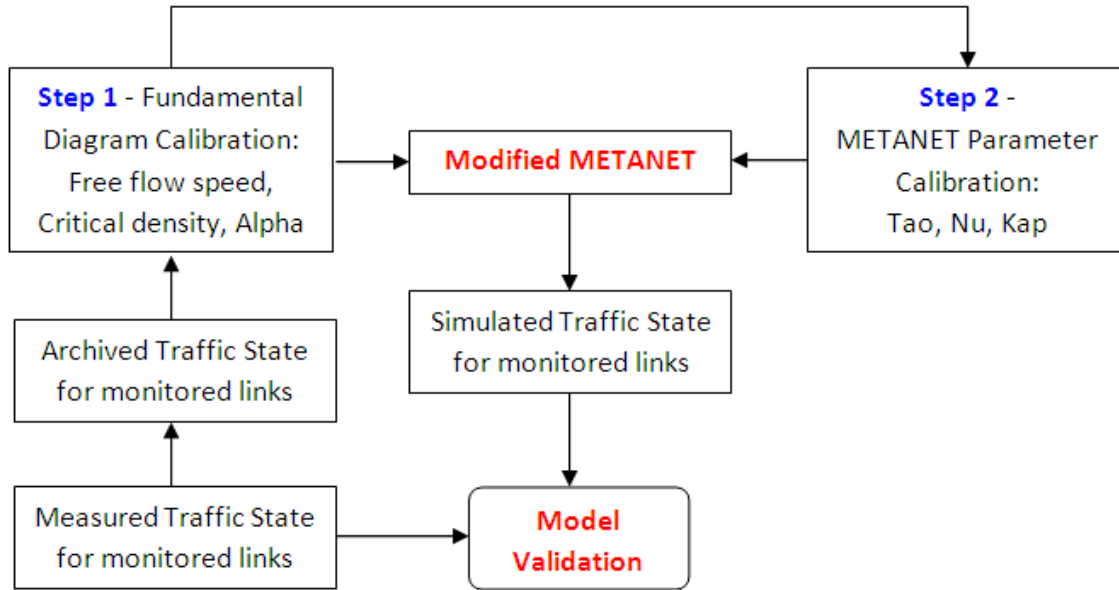 Step 1 - Fundamental
Diagram Calibration:
Free flow speed,
Critical density, Alpha
Modified METANET
Step 2 -
METANET Parameter
Calibration:
Tao, Nu, Kap
Archived Traffic State
for monitored links
Simulated Traffic State
for monitored links
Measured Traffic State
for monitored links
Model
Validation